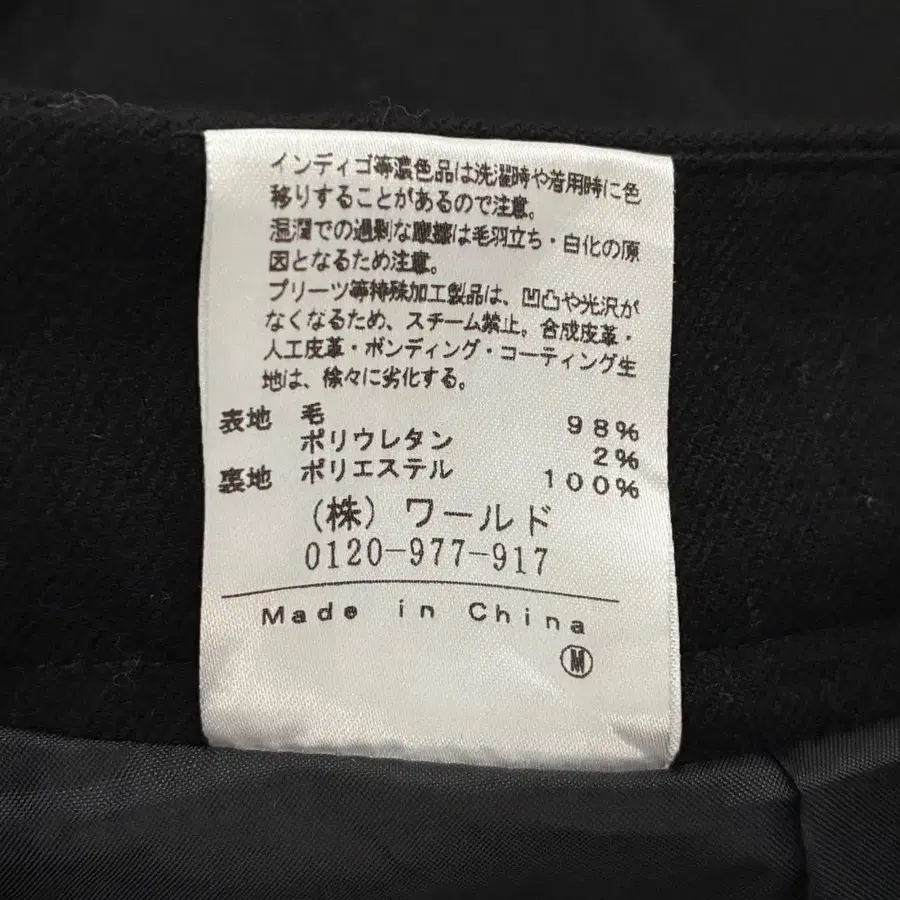 インディゴ等濃色品は洗濯時や着用時に色
移りすることがあるので注意。
湿潤での過剰な摩擦は毛羽立ち・白化の原
因となるため注意。
プリーツ等特殊加工製品は、凹凸や光沢が
なくなるため、スチーム禁止。合成皮革・
人工皮革・ボンディング・コーティング生
地は、徐々に劣化する。
表地 毛 98%
ポリウレタン 2%
裏地 ポリエステル 100%
(株)ワールド
0120-977-917
Made in China
Ⓜ